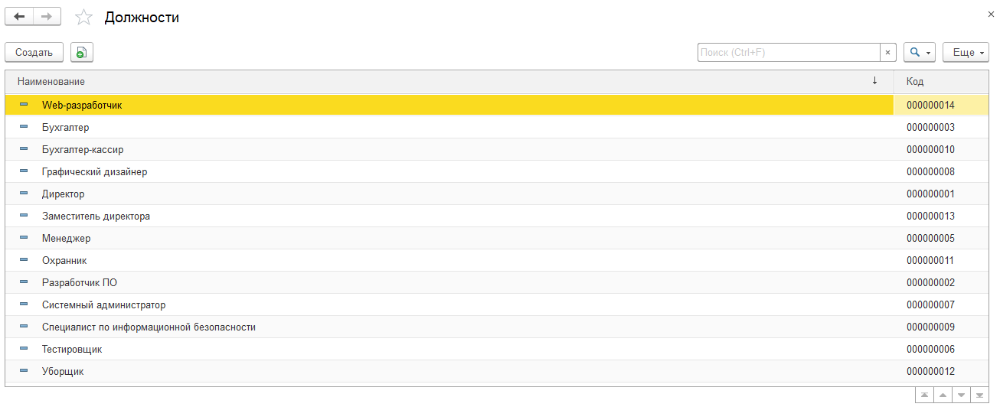 Должности
Создать
Поиск (Ctrl+F)
Еще
Наименование Код
Web-разработчик 000000014
Бухгалтер 000000003
Бухгалтер-кассир 000000010
Графический дизайнер 000000008
Директор 000000001
Заместитель директора 000000013
Менеджер 000000005
Охранник 000000011
Разработчик ПО 000000002
Системный администратор 000000007
Специалист по информационной безопасности 000000009
Тестировщик 000000006
Уборщик 000000012